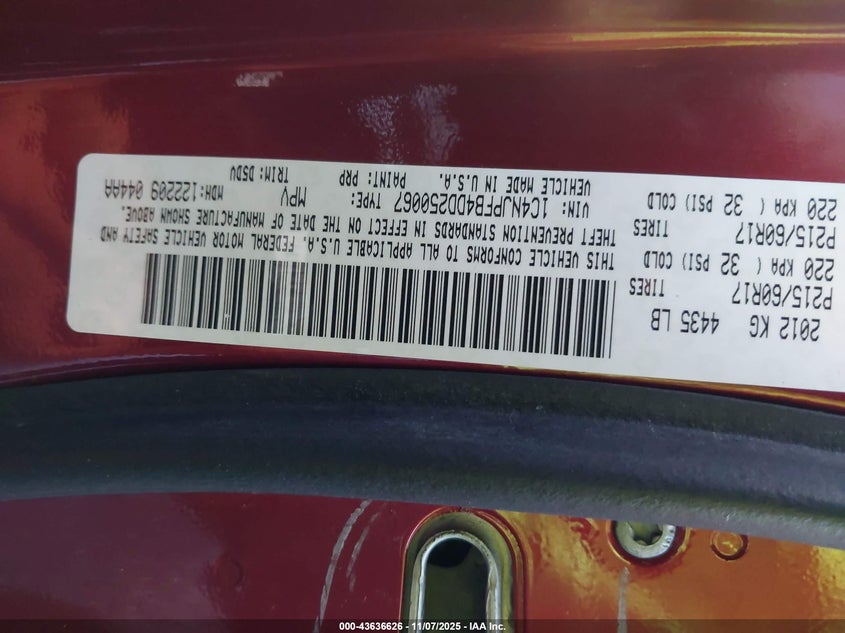 2012 KG
4435 LB
P215/60R17
TIRES
220 KPA ( 32 PSI) COLD
P215/60R17
TIRES
220 KPA ( 32 PSI) COLD
THIS VEHICLE CONFORMS TO ALL APPLICABLE U.S.A. FEDERAL MOTOR VEHICLE SAFETY AND
THEFT PREVENTION STANDARDS IN EFFECT ON THE DATE OF MANUFACTURE SHOWN ABOVE.
VIN: 1C4NJPFB4DD250067 TYPE: MPV MDH:122209 044AA
VEHICLE MADE IN U.S.A. PAINT: PRP TRIM: DSDV
000-43636626 - 11/07/2025 - IAA Inc.